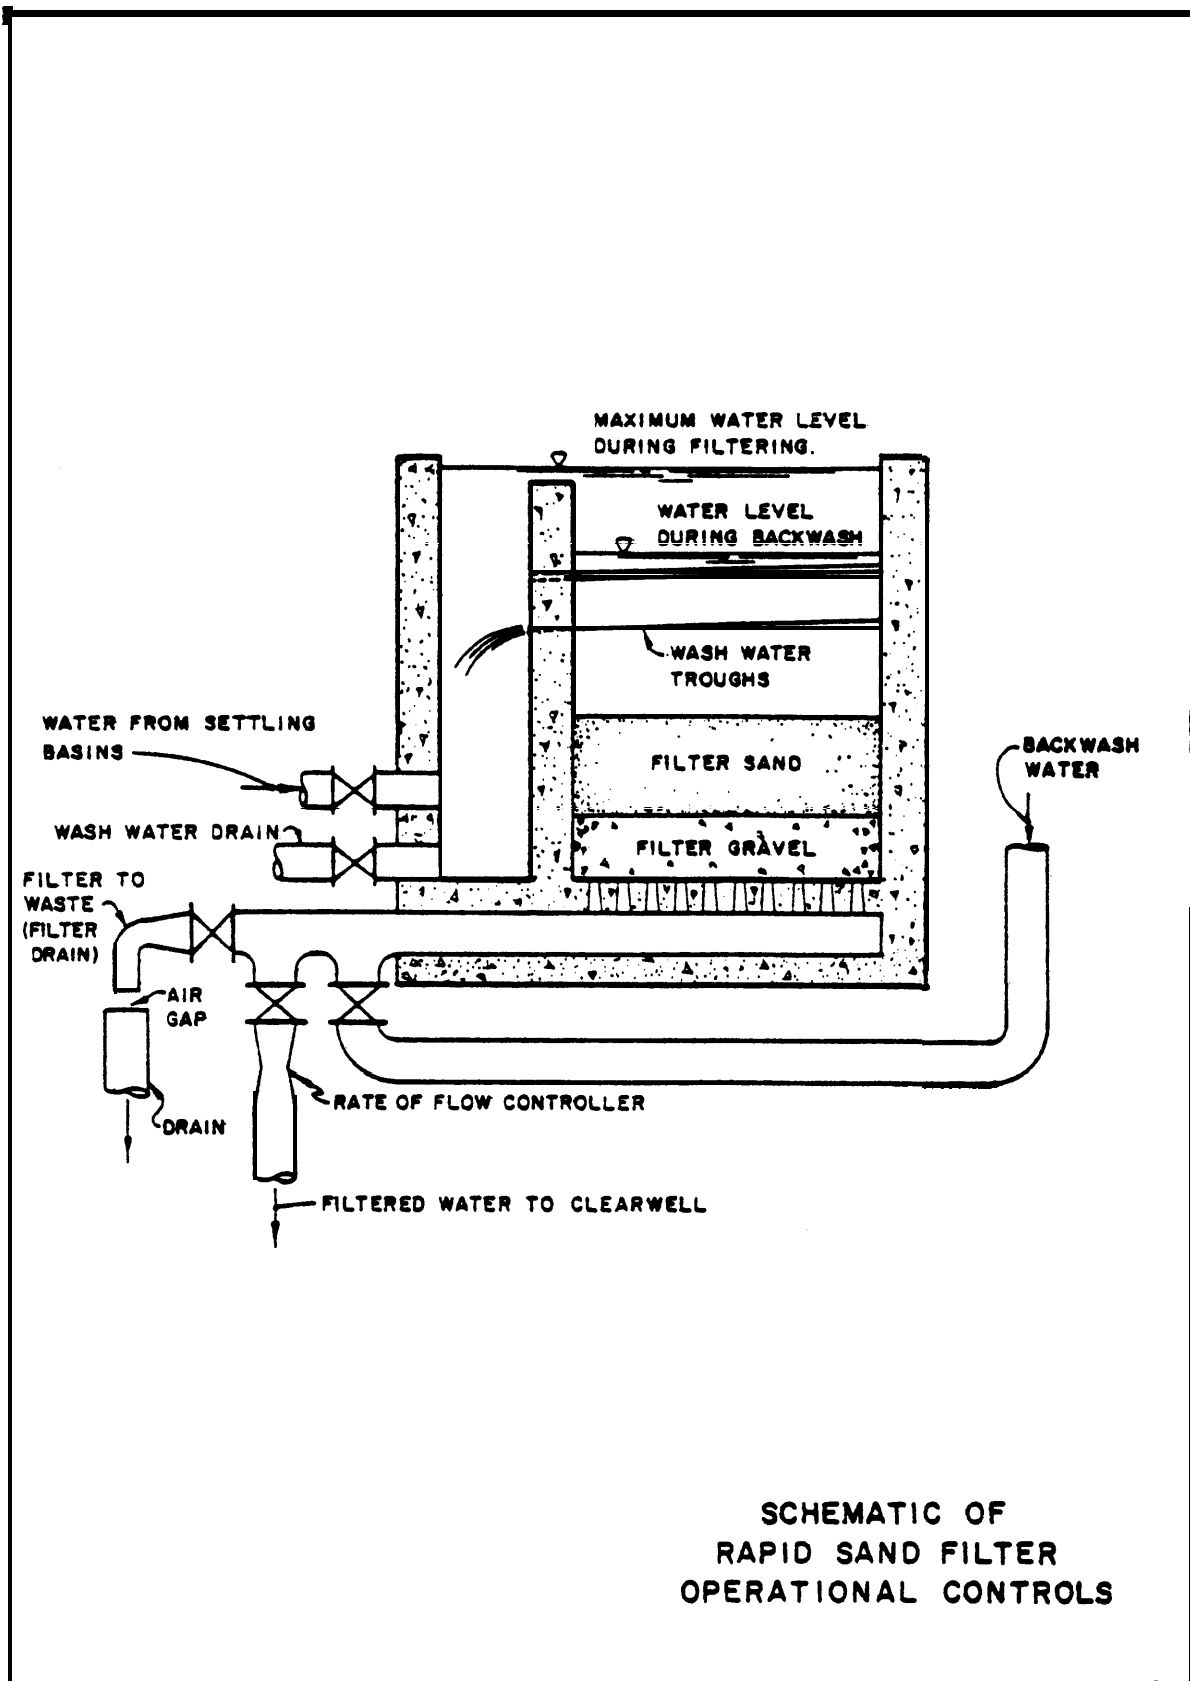 MAXIMUM WATER LEVEL
DURING FILTERING.
WATER LEVEL
DURING BACKWASH
WASH WATER
TROUGHS
WATER FROM SETTLING
BASINS
FILTER SAND
BACKWASH
WATER
WASH WATER DRAIN
FILTER GRAVEL
FILTER TO
WASTE
(FILTER
DRAIN)
AIR
GAP
RATE OF FLOW CONTROLLER
DRAIN
FILTERED WATER TO CLEARWELL
SCHEMATIC OF
RAPID SAND FILTER
OPERATIONAL CONTROLS